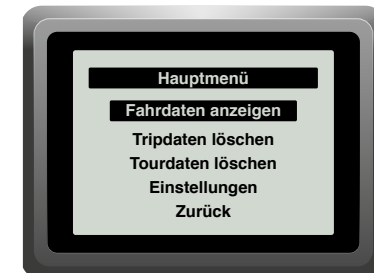 Hauptmenü
Fahrdaten anzeigen
Tripdaten löschen
Tourdaten löschen
Einstellungen
Zurück